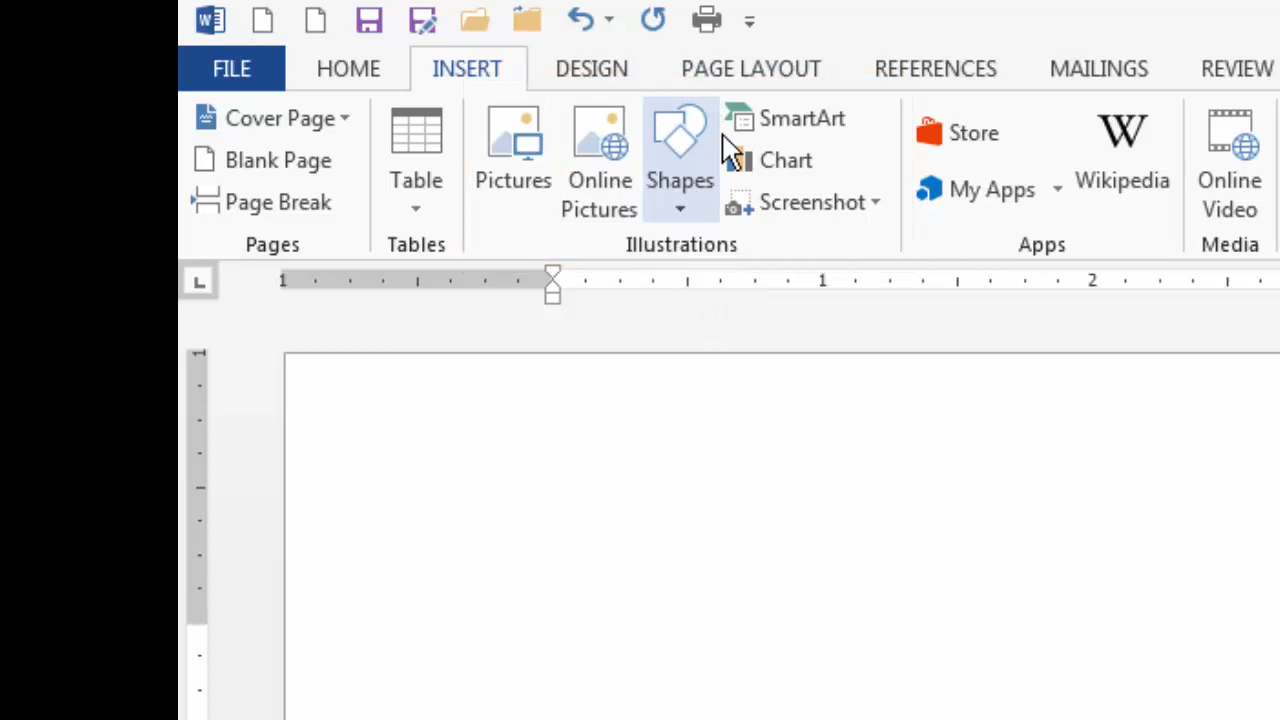 FILE HOME INSERT DESIGN PAGE LAYOUT REFERENCES MAILINGS REVIEW
Cover Page
Blank Page
Page Break
Pages
Table
Tables
Pictures
Online
Pictures
Shapes
SmartArt
Chart
Screenshot
Illustrations
Store
My Apps
W
Wikipedia
Apps
Online
Video
Media
L
1 1 2
1